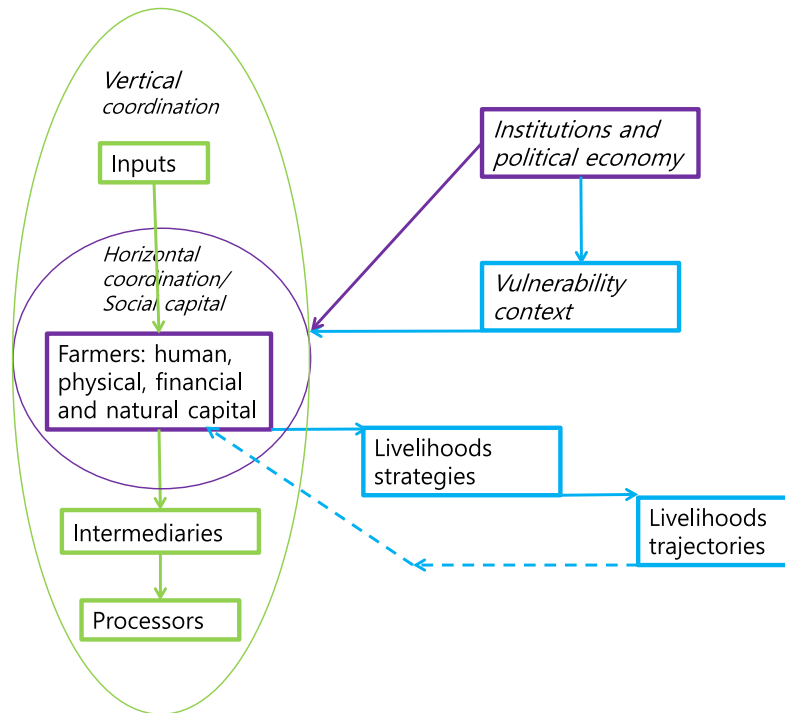 Vertical
coordination
Inputs
Horizontal
coordination/
Social capital
Farmers: human,
physical, financial
and natural capital
Intermediaries
Processors
Institutions and
political economy
Vulnerability
context
Livelihoods
strategies
Livelihoods
trajectories